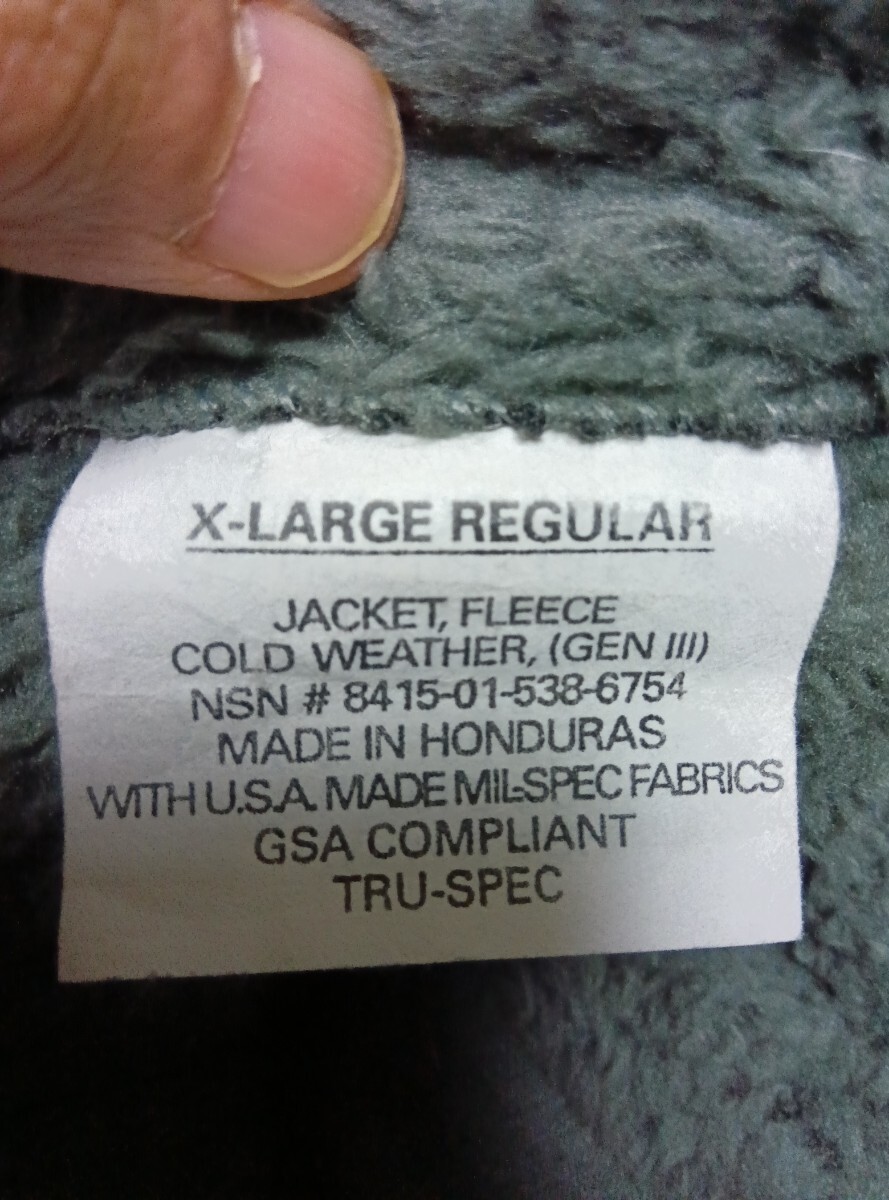 X-LARGE REGULAR
JACKET, FLEECE
COLD WEATHER, (GEN III)
NSN # 8415-01-538-6754
MADE IN HONDURAS
WITH U.S.A. MADE MIL-SPEC FABRICS
GSA COMPLIANT
TRU-SPEC